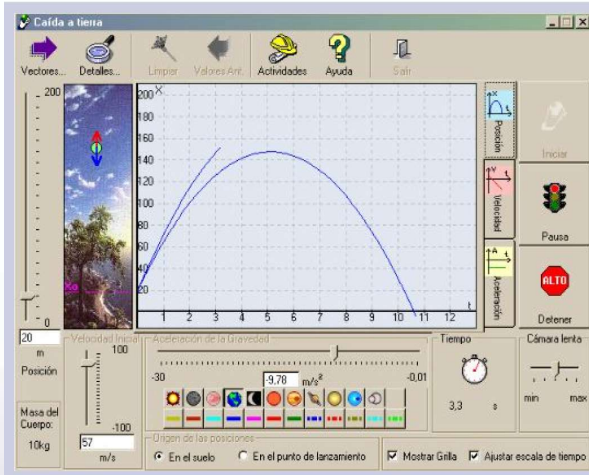 Caída a tierra
Vectores... Detalles... Limpiar Valores Ant. Actividades Ayuda Salir
200
Xo
0
20
m
Posición
Masa del
Cuerpo:
10kg
200 X
180
160
140
120
100
80
60
40
20
1 2 3 4 5 6 7 8 9 10 11 12 t
X t
Posición
V t
Velocidad
A t
Aceleración
Iniciar
Pausa
ALTO
Detener
Velocidad Inicial
100
-100
57
m/s
Aceleración de la Gravedad
-30 -9,78 m/s² -0,01
Tiempo
3,3 s
Cámara lenta
min max
Origen de las posiciones
En el suelo En el punto de lanzamiento
Mostrar Grilla Ajustar escala de tiempo